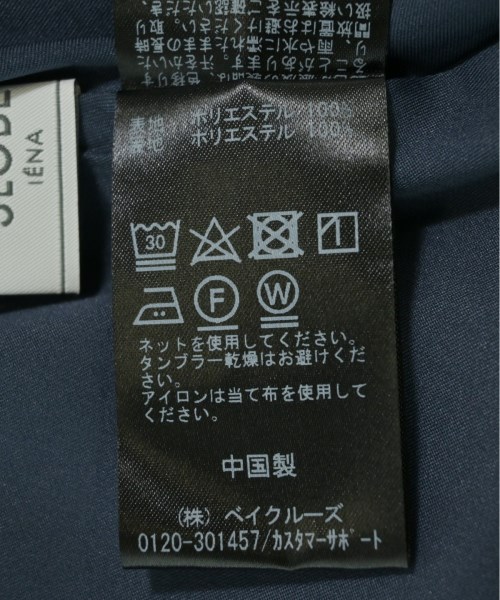 IÉNA
表地 ポリエステル 100%
裏地 ポリエステル 100%
30
F
W
ネットを使用してください。
タンブラー乾燥はお避けくだ
さい。
アイロンは当て布を使用して
ください。
中国製
(株) ベイクルーズ
0120-301457/カスタマーサポート